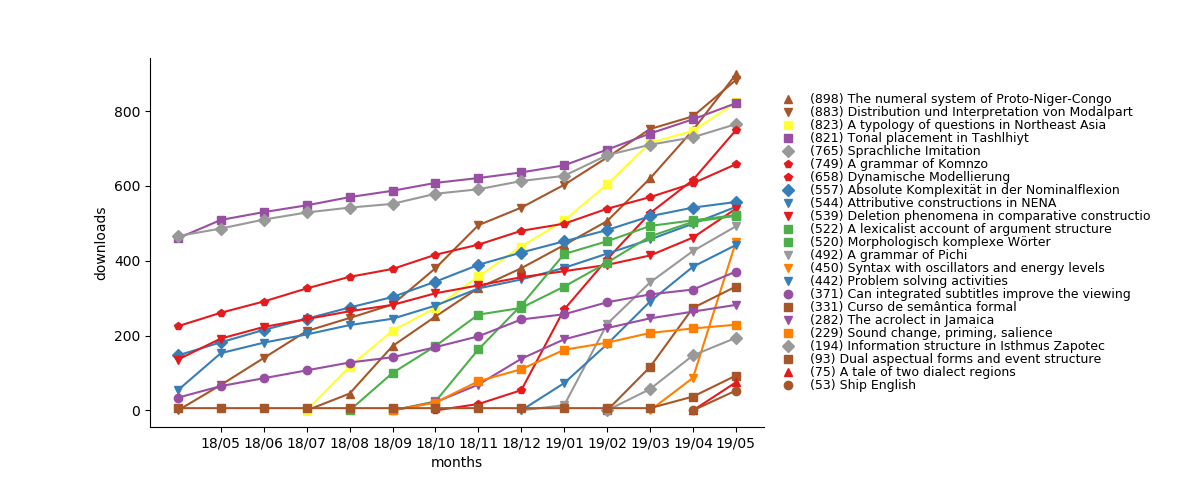 downloads
800
600
400
200
0
18/05 18/06 18/07 18/08 18/09 18/10 18/11 18/12 19/01 19/02 19/03 19/04 19/05
months
(898) The numeral system of Proto-Niger-Congo
(883) Distribution und Interpretation von Modalpart
(823) A typology of questions in Northeast Asia
(821) Tonal placement in Tashlhiyt
(765) Sprachliche Imitation
(749) A grammar of Komnzo
(658) Dynamische Modellierung
(557) Absolute Komplexität in der Nominalflexion
(544) Attributive constructions in NENA
(539) Deletion phenomena in comparative constructio
(522) A lexicalist account of argument structure
(520) Morphologisch komplexe Wörter
(492) A grammar of Pichi
(450) Syntax with oscillators and energy levels
(442) Problem solving activities
(371) Can integrated subtitles improve the viewing
(331) Curso de semântica formal
(282) The acrolect in Jamaica
(229) Sound change, priming, salience
(194) Information structure in Isthmus Zapotec
(93) Dual aspectual forms and event structure
(75) A tale of two dialect regions
(53) Ship English